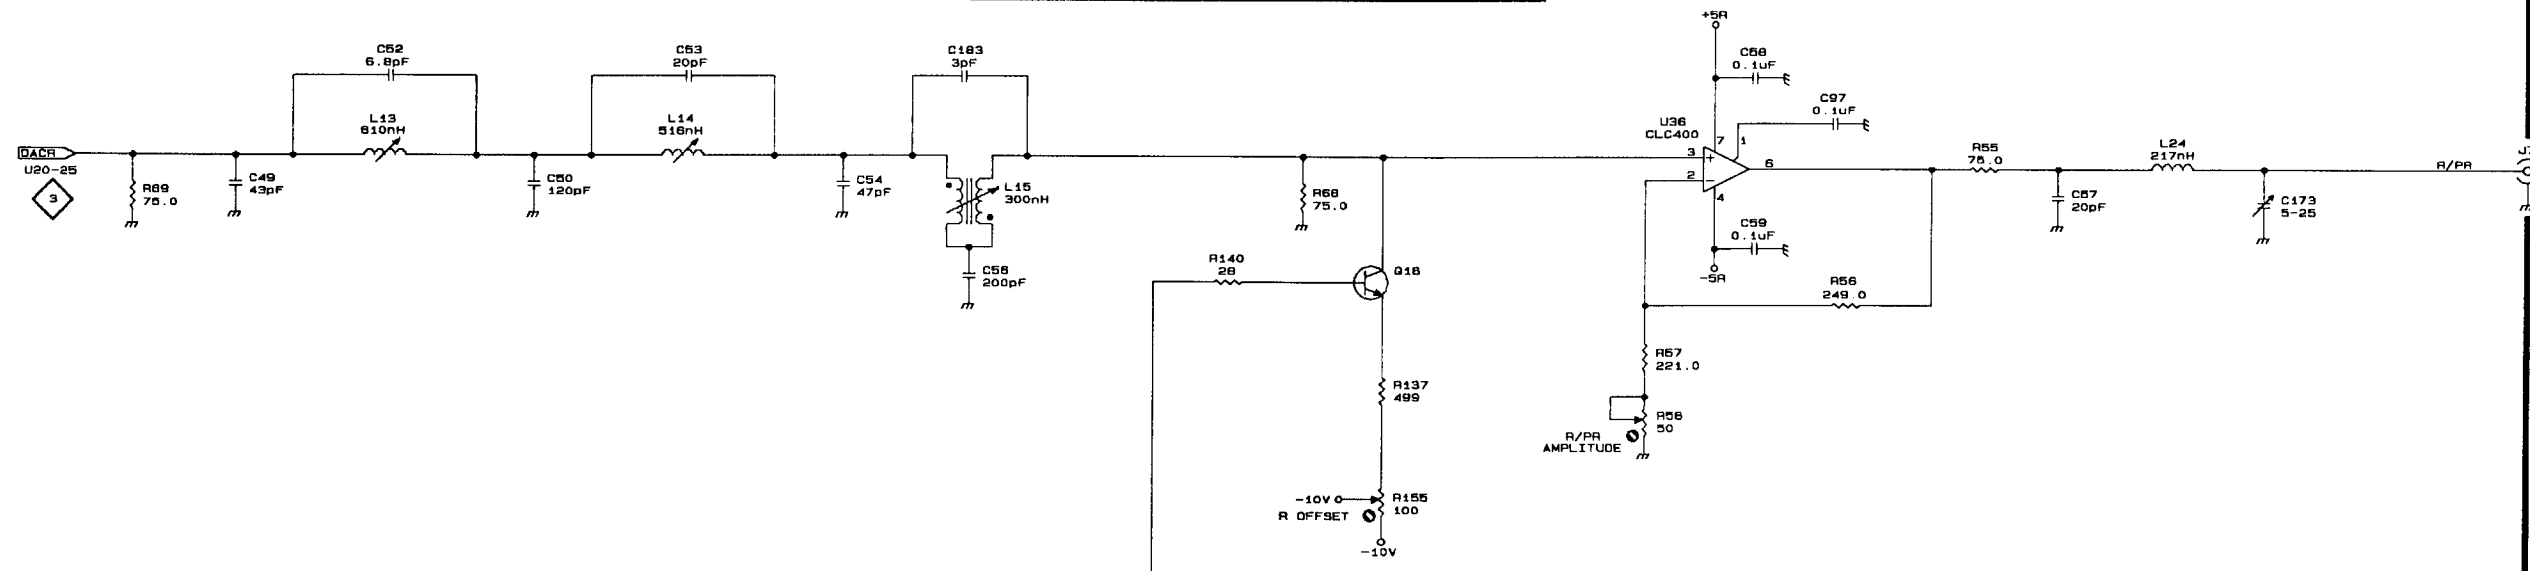 +5A
C52
6.8pF
C53
20pF
C183
3pF
C58
0.1uF
C97
0.1uF
L13
610nH
L14
516nH
U36
CLC400
7
1
3
2
6
4
DACR
U20-25
3
R69
75.0
C49
43pF
C50
120pF
C54
47pF
L15
300nH
R68
75.0
R55
75.0
L24
217nH
R/PR
C57
20pF
C173
5-25
C59
0.1uF
-5A
C56
200pF
R140
28
Q16
R56
249.0
R57
221.0
R137
499
R58
50
R/PR
AMPLITUDE
-10V
R155
100
R OFFSET
-10V